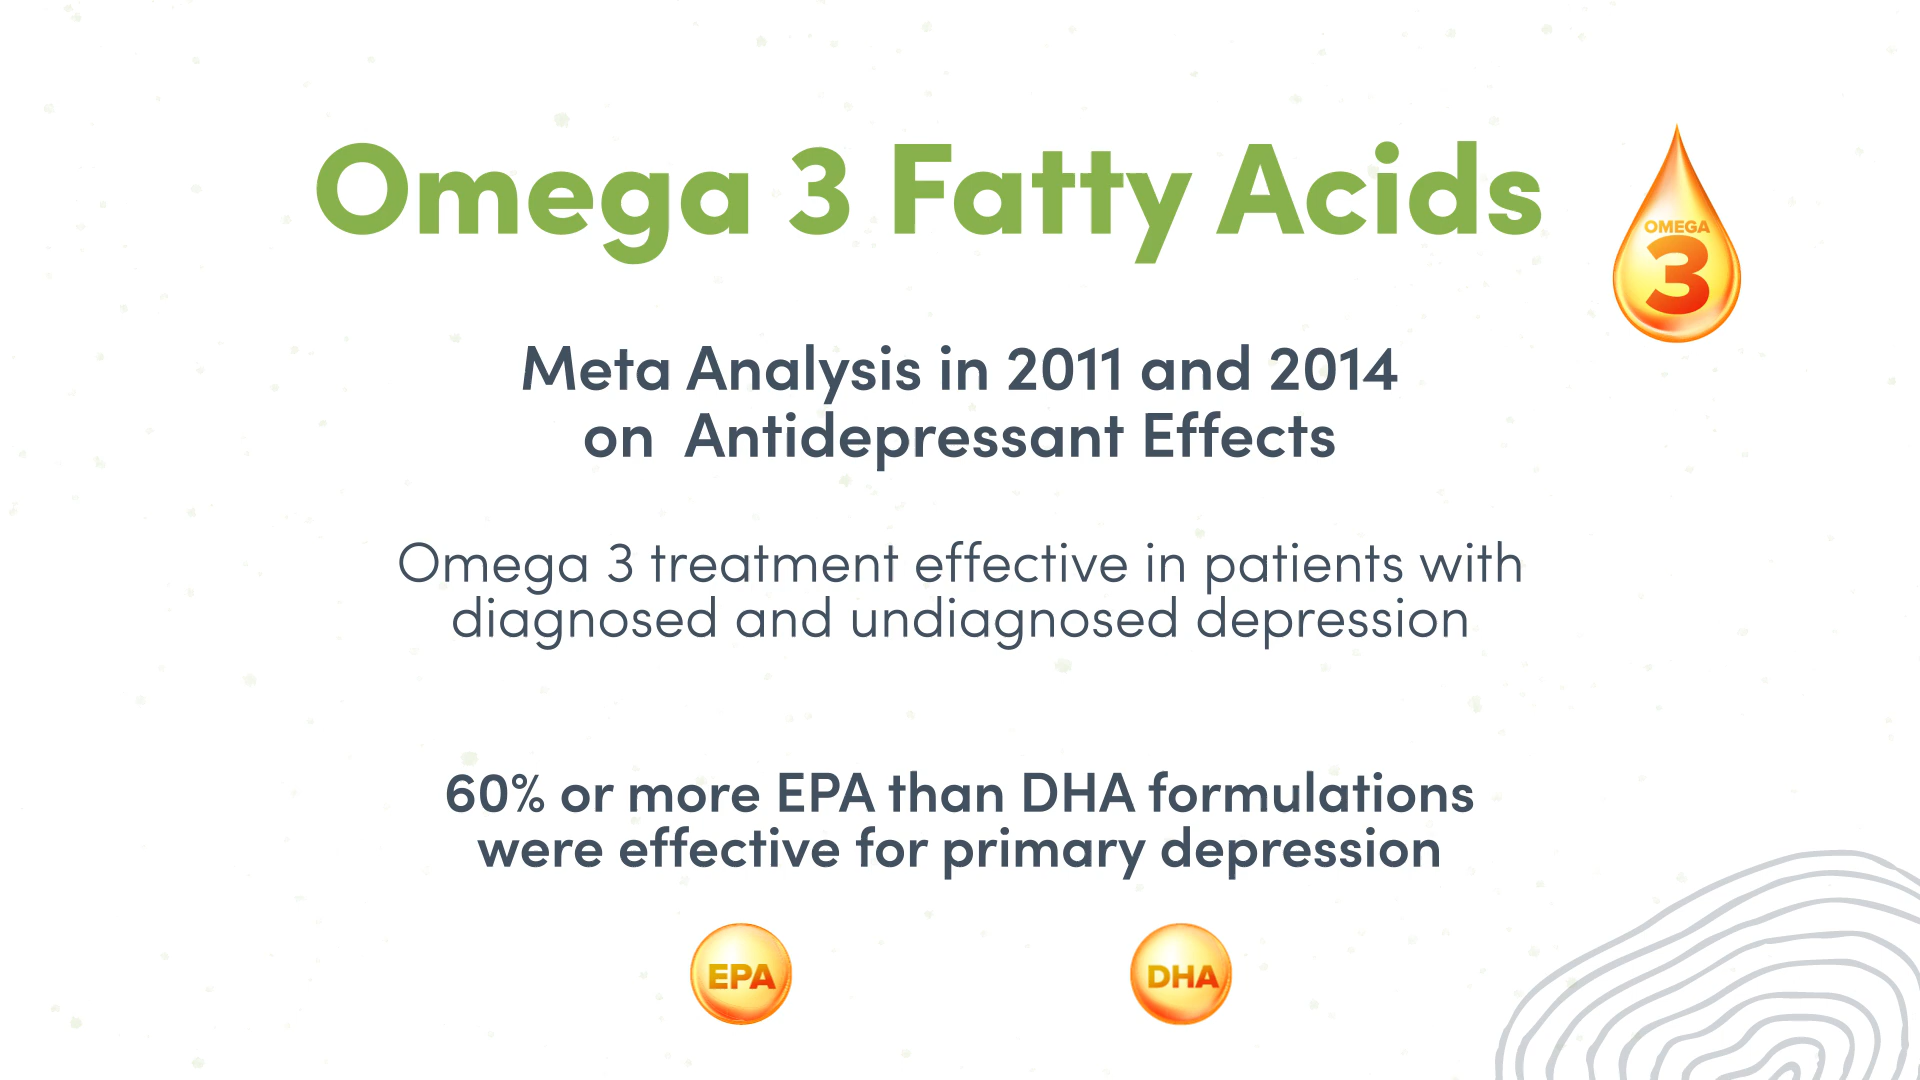 Omega 3 Fatty Acids
OMEGA
3
Meta Analysis in 2011 and 2014
on Antidepressant Effects
Omega 3 treatment effective in patients with
diagnosed and undiagnosed depression
60% or more EPA than DHA formulations
were effective for primary depression
EPA
DHA